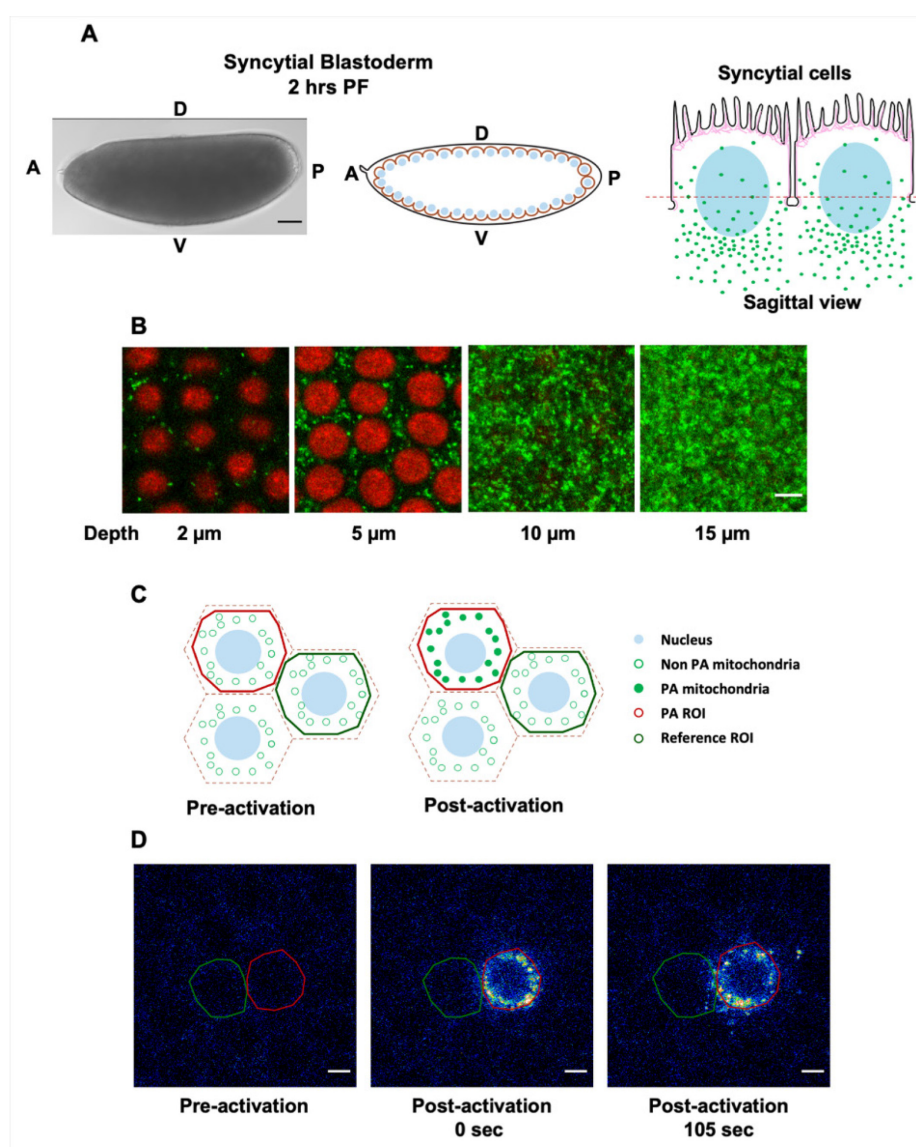 A
Syncytial Blastoderm
2 hrs PF
D
A
P
V
D
A
P
V
Syncytial cells
Sagittal view
B
Depth 2 µm 5 µm 10 µm 15 µm
C
Pre-activation
Post-activation
Nucleus
Non PA mitochondria
PA mitochondria
PA ROI
Reference ROI
D
Pre-activation
Post-activation
0 sec
Post-activation
105 sec